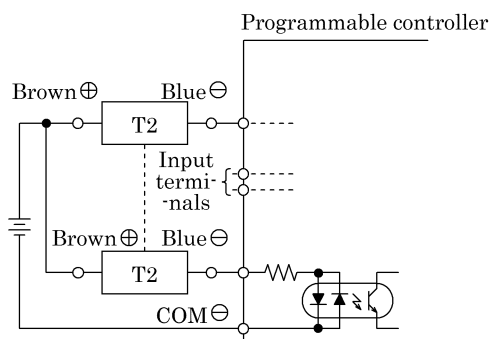 Programmable controller
Brown ⊕
Blue ⊖
T2
Input
termi-
-nals
Brown ⊕
Blue ⊖
T2
COM ⊖